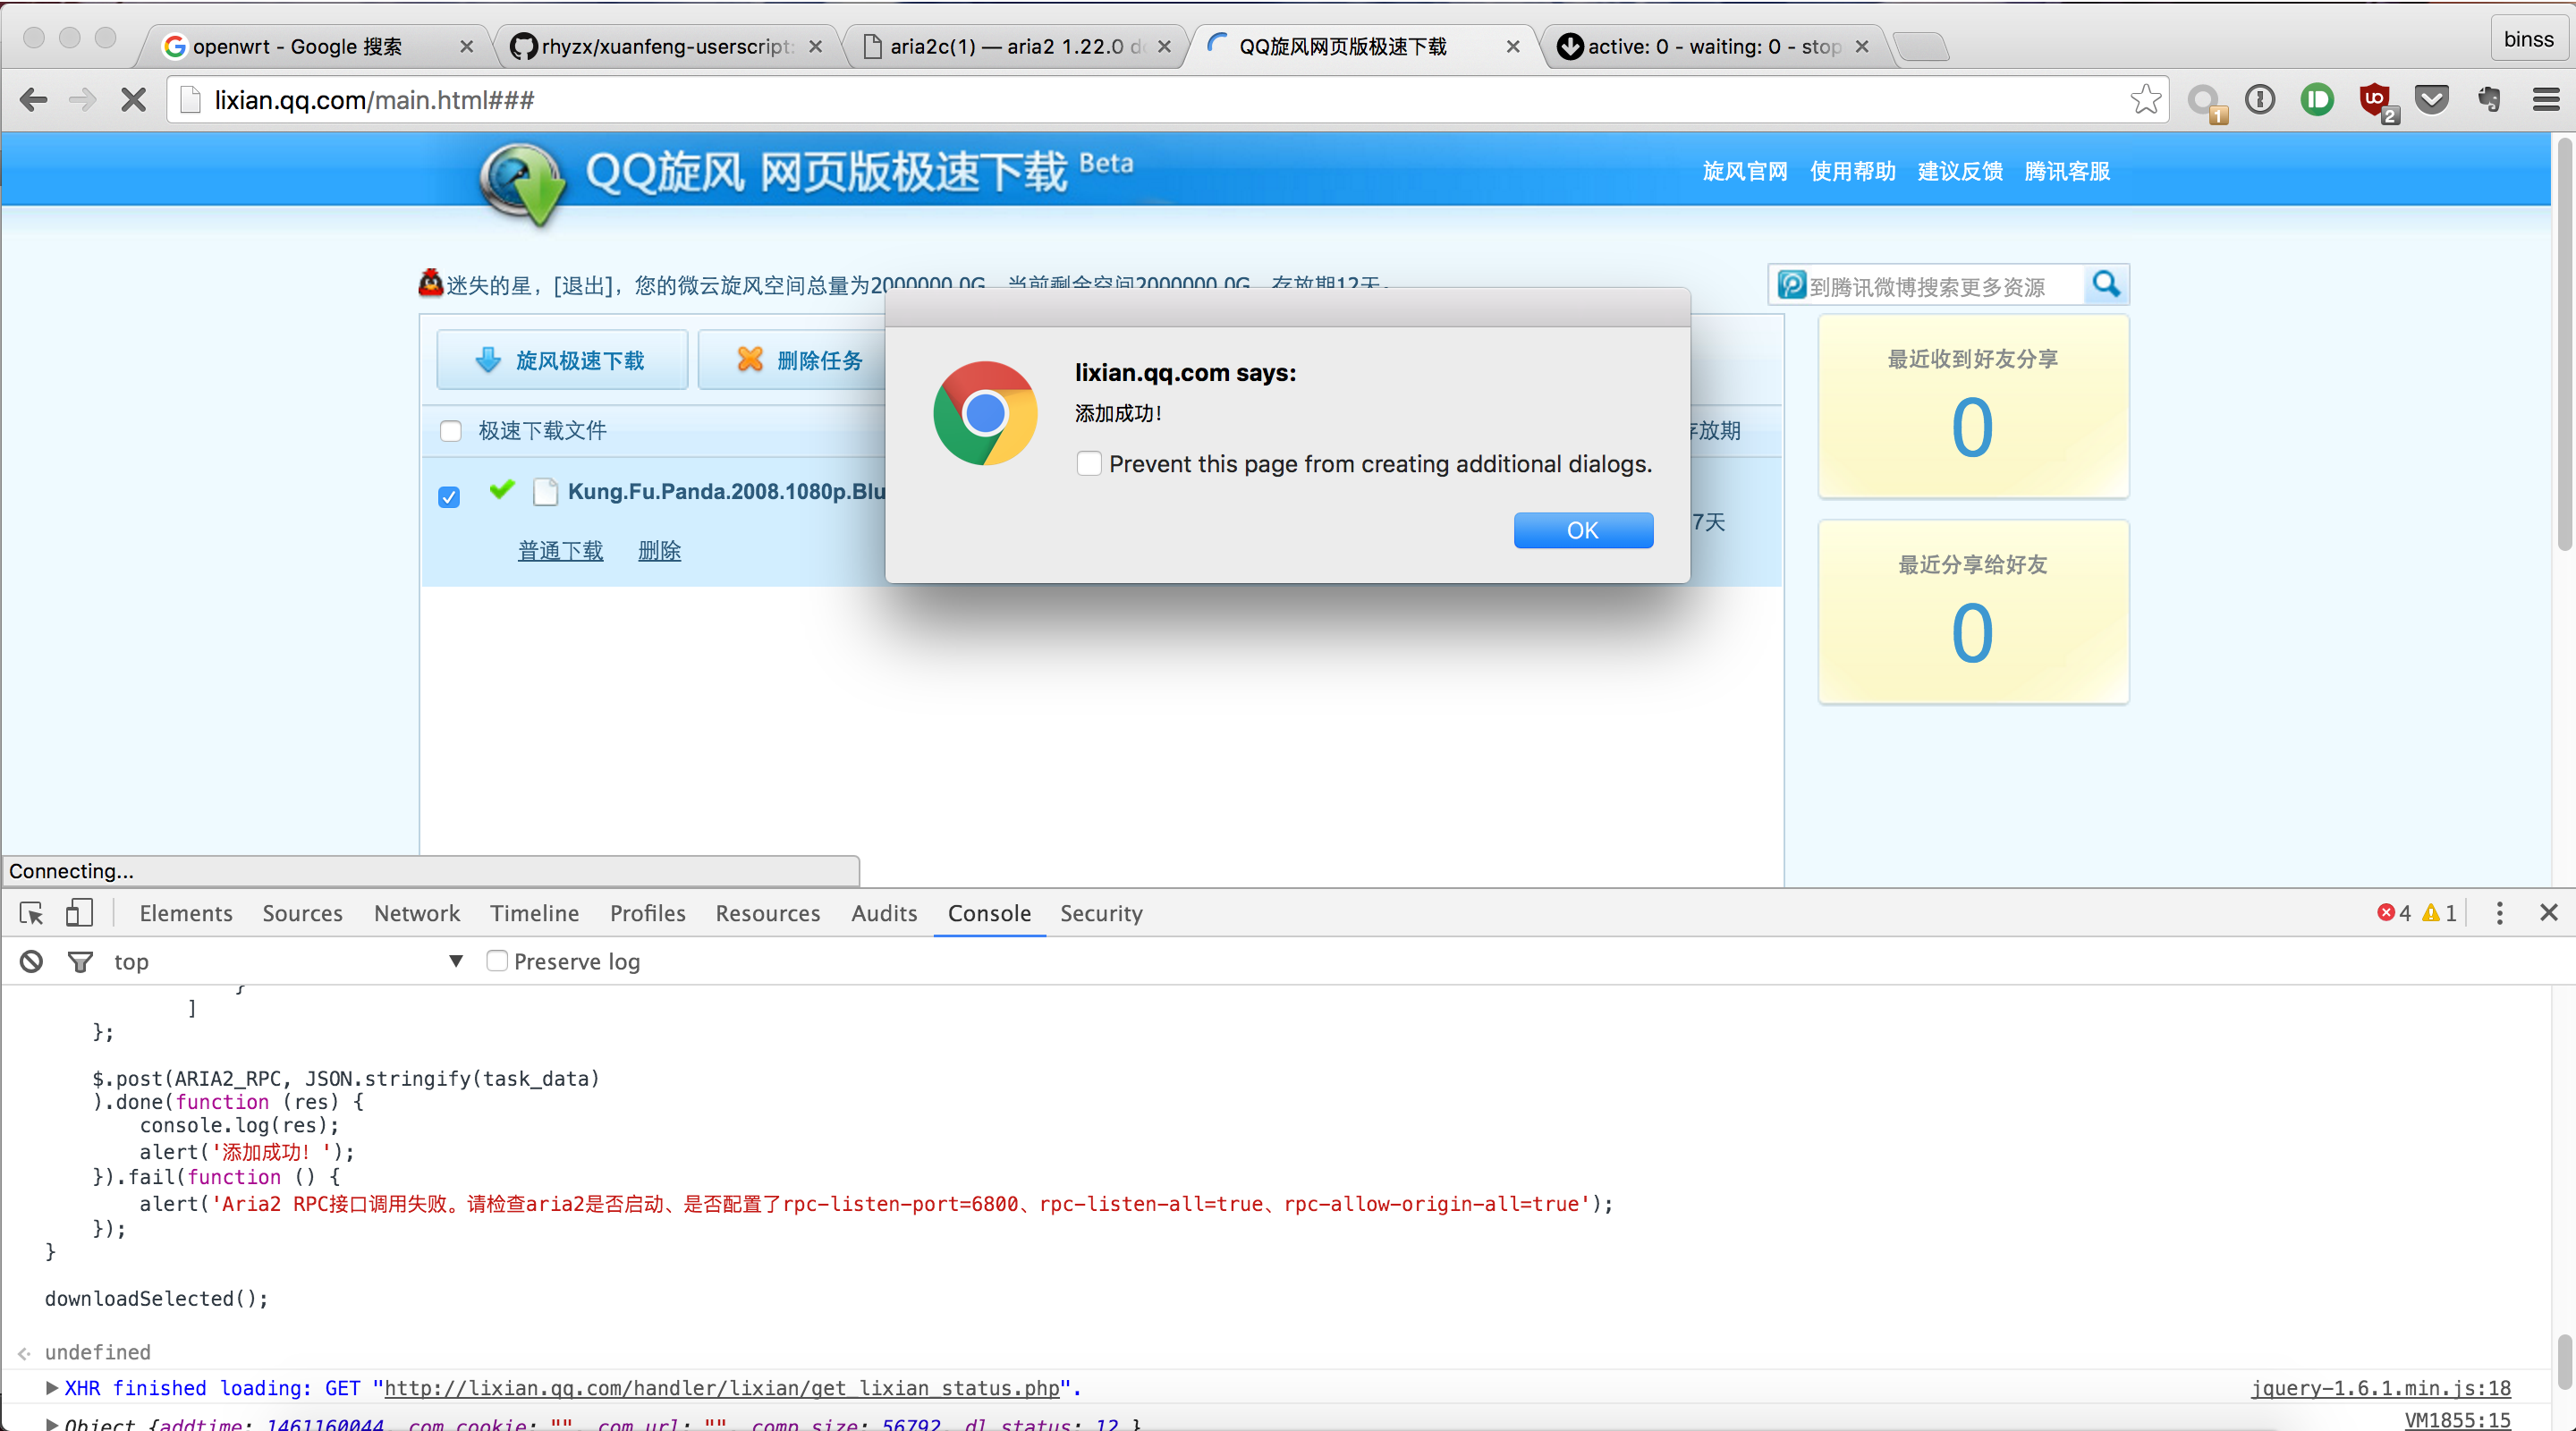 openwrt - Google 搜索
rhyzx/xuanfeng-userscript
aria2c(1) — aria2 1.22.0 d
QQ旋风网页版极速下载
active: 0 - waiting: 0 - stop
binss
lixian.qq.com/main.html###
1
2
QQ旋风 网页版极速下载 Beta
旋风官网 使用帮助 建议反馈 腾讯客服
迷失的星，[退出]，您的微云旋风空间总量为2000000.0G，当前剩余空间2000000.0G，存放期12天。
到腾讯微博搜索更多资源
旋风极速下载
删除任务
极速下载文件
存放期
Kung.Fu.Panda.2008.1080p.Blu
7天
普通下载 删除
lixian.qq.com says:
添加成功！
Prevent this page from creating additional dialogs.
OK
最近收到好友分享
0
最近分享给好友
0
Connecting...
Elements Sources Network Timeline Profiles Resources Audits Console Security
4 1
top
Preserve log
}
]
};
$.post(ARIA2_RPC, JSON.stringify(task_data)
).done(function (res) {
console.log(res);
alert('添加成功！');
}).fail(function () {
alert('Aria2 RPC接口调用失败。请检查aria2是否启动、是否配置了rpc-listen-port=6800、rpc-listen-all=true、rpc-allow-origin-all=true');
});
}
downloadSelected();
undefined
XHR finished loading: GET "http://lixian.qq.com/handler/lixian/get_lixian_status.php".
jquery-1.6.1.min.js:18
Object {addtime: 1461160044, com_cookie: "", com_url: "", comp_size: 56792, dl_status: 12…}
VM1855:15